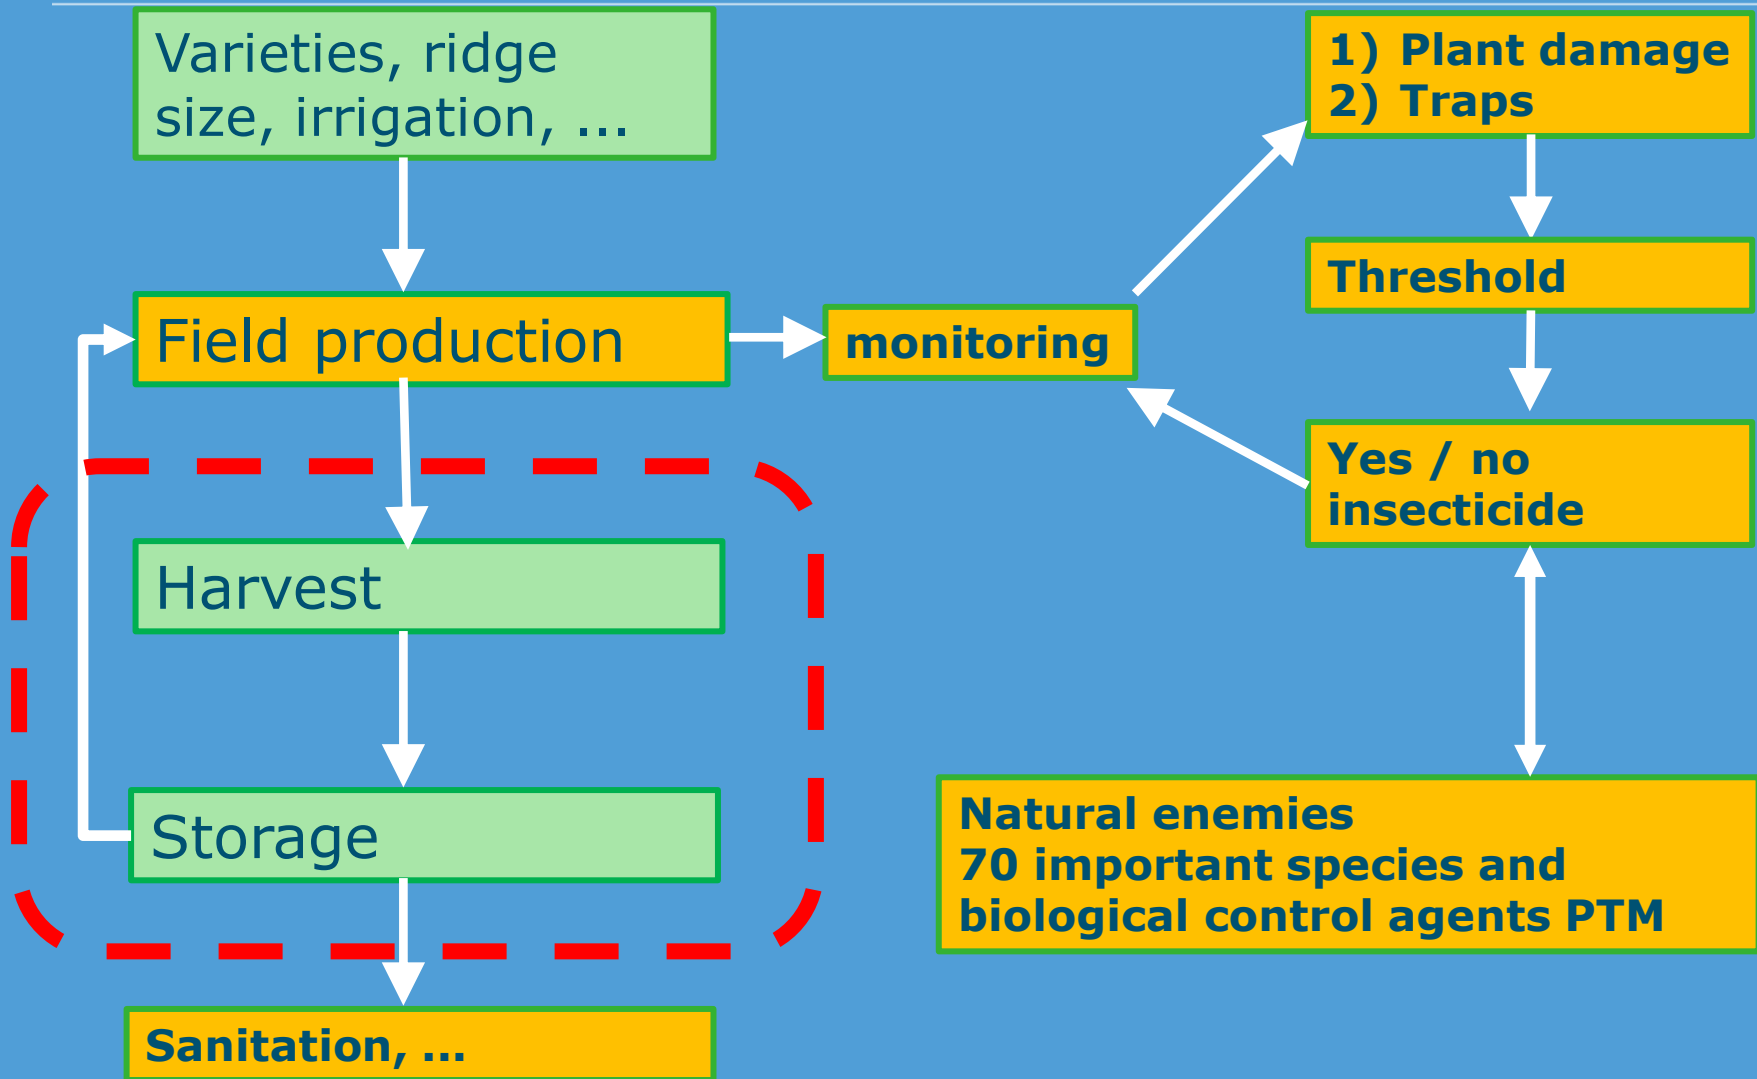 Varieties, ridge
size, irrigation, ...
1) Plant damage
2) Traps
Threshold
Field production
monitoring
Yes / no
insecticide
Harvest
Storage
Natural enemies
70 important species and
biological control agents PTM
Sanitation, ...